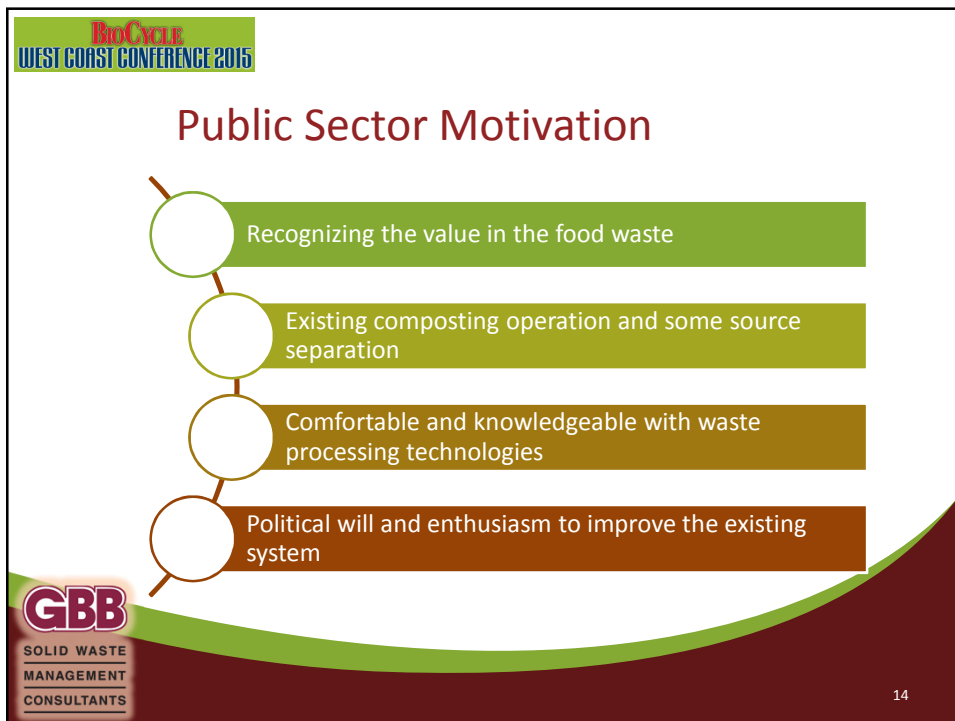 BIOCYCLE
WEST COAST CONFERENCE 2015
Public Sector Motivation
Recognizing the value in the food waste
Existing composting operation and some source
separation
Comfortable and knowledgeable with waste
processing technologies
Political will and enthusiasm to improve the existing
system
GBB
SOLID WASTE
MANAGEMENT
CONSULTANTS
14